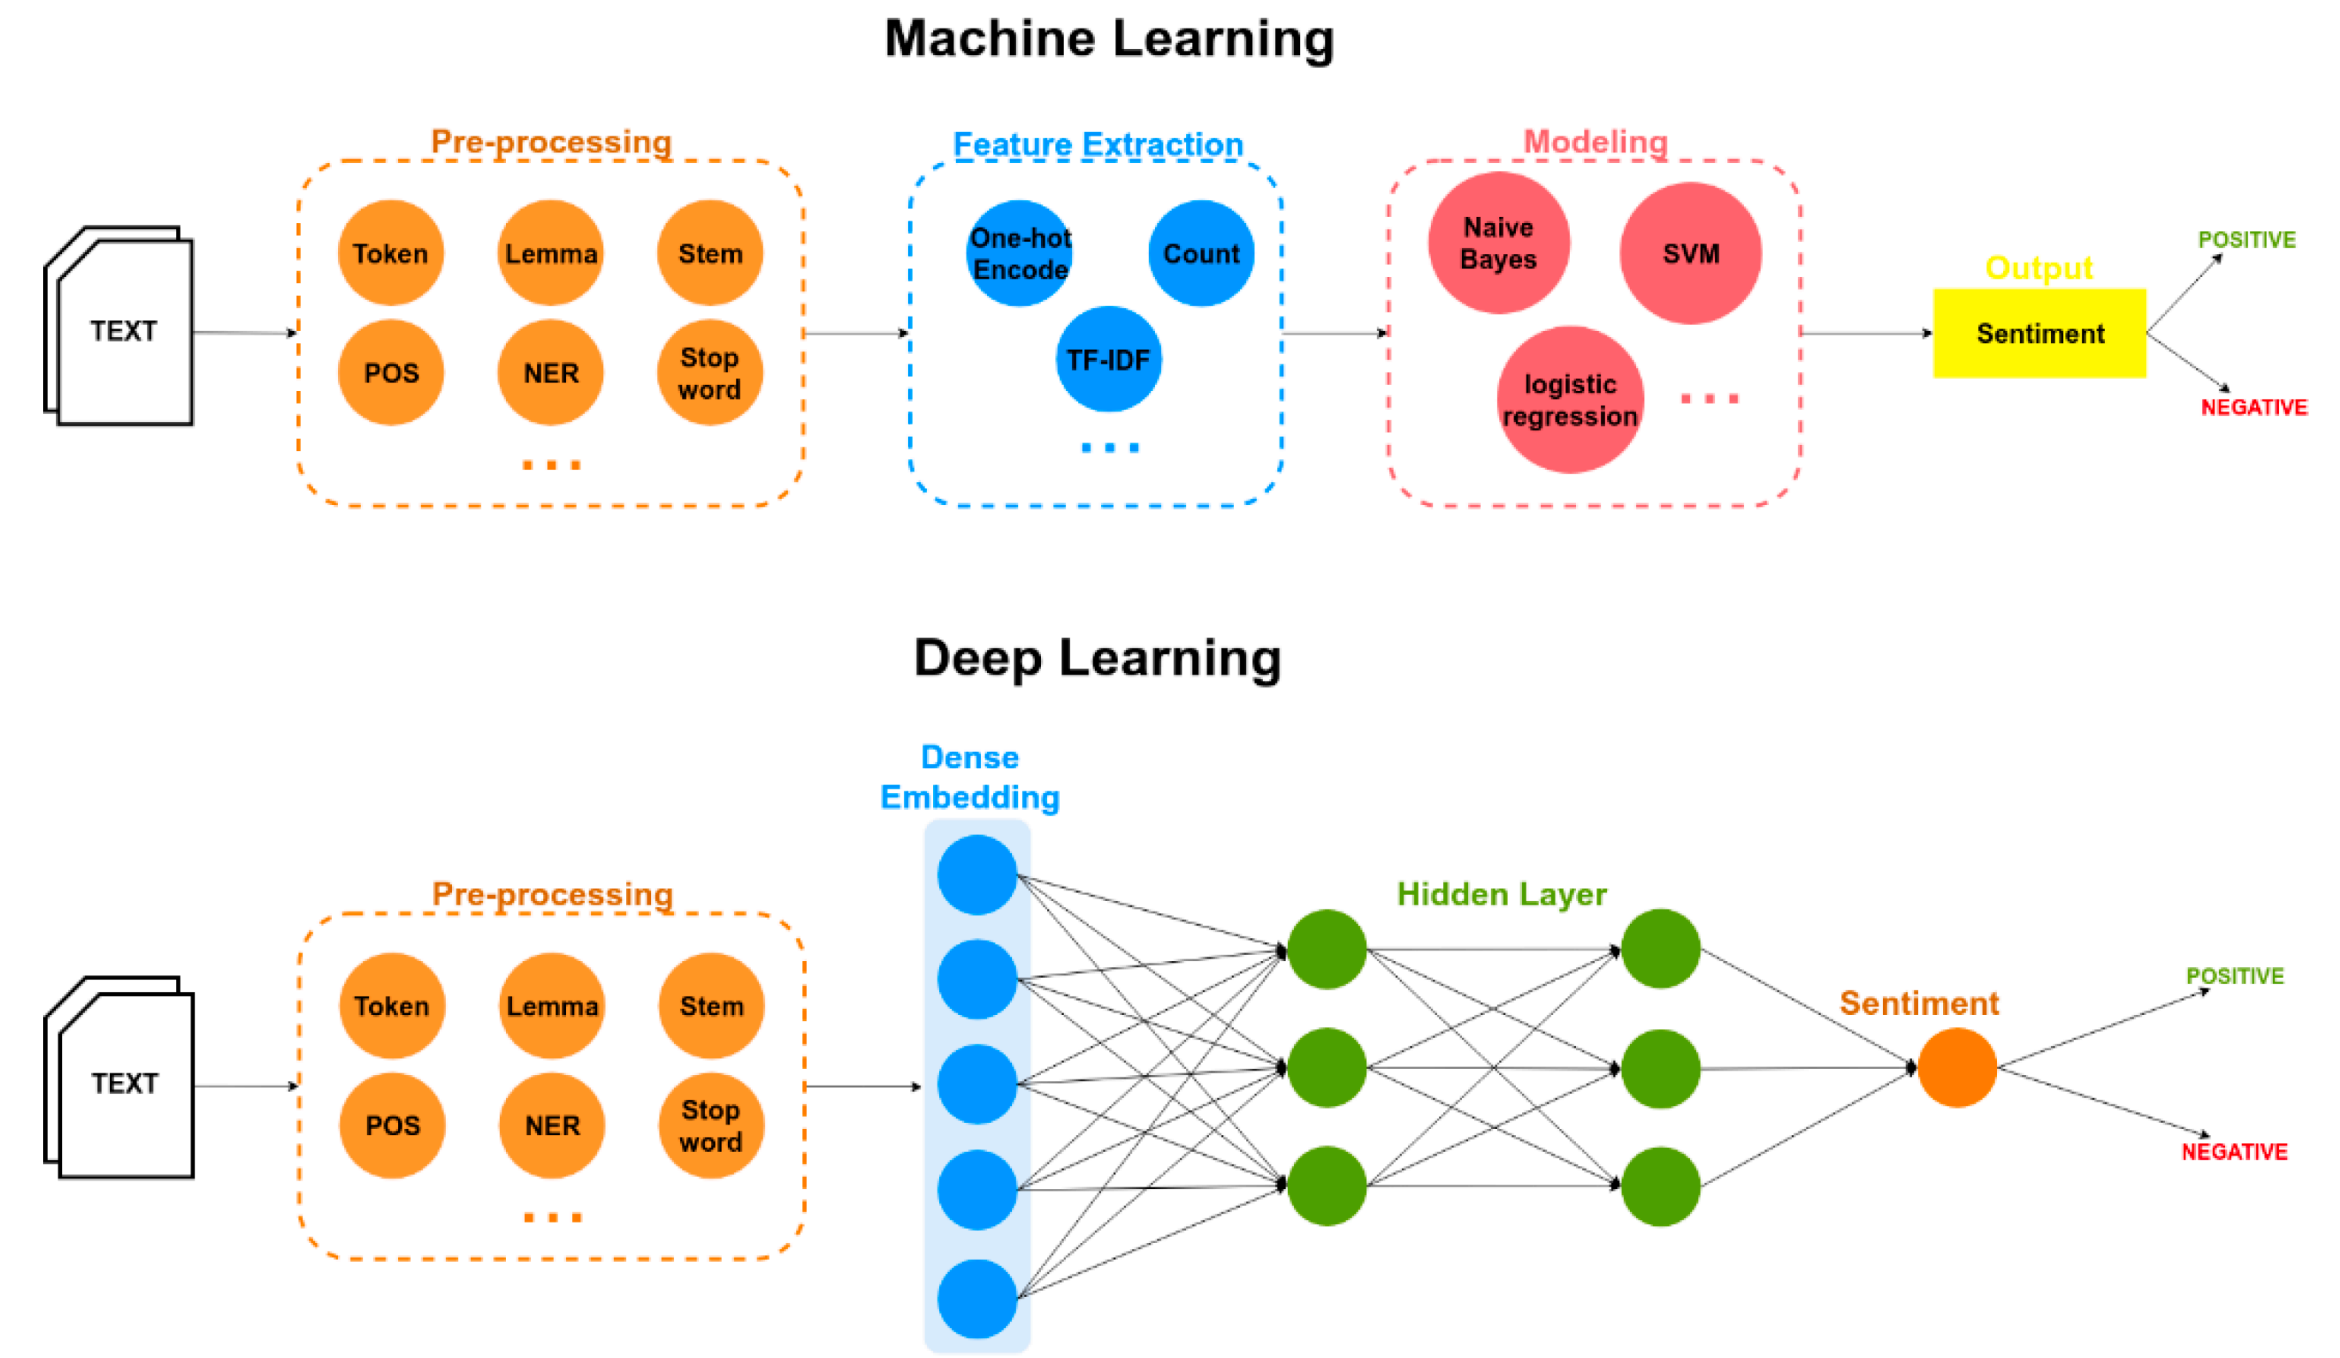 Machine Learning
Pre-processing
Feature Extraction
Modeling
TEXT
Token
Lemma
Stem
POS
NER
Stop
word
...
One-hot
Encode
Count
TF-IDF
...
Naive
Bayes
SVM
logistic
regression
...
Output
Sentiment
POSITIVE
NEGATIVE
Deep Learning
TEXT
Pre-processing
Token
Lemma
Stem
POS
NER
Stop
word
...
Dense
Embedding
Hidden Layer
Sentiment
POSITIVE
NEGATIVE